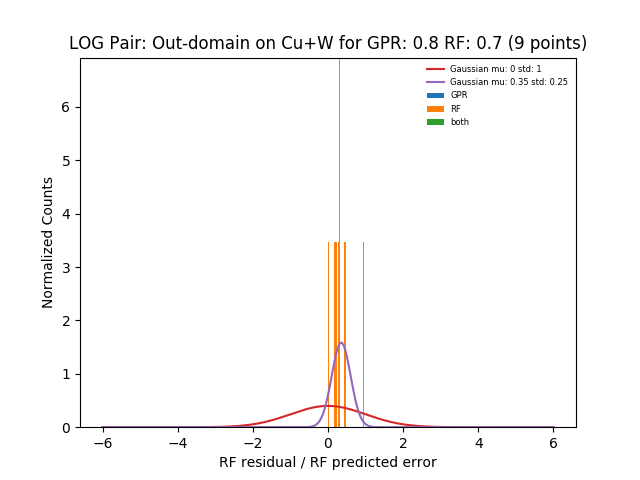 LOG Pair: Out-domain on Cu+W for GPR: 0.8 RF: 0.7 (9 points)
Gaussian mu: 0 std: 1
Gaussian mu: 0.35 std: 0.25
GPR
RF
both
Normalized Counts
6
5
4
3
2
1
0
−6 −4 −2 0 2 4 6
RF residual / RF predicted error